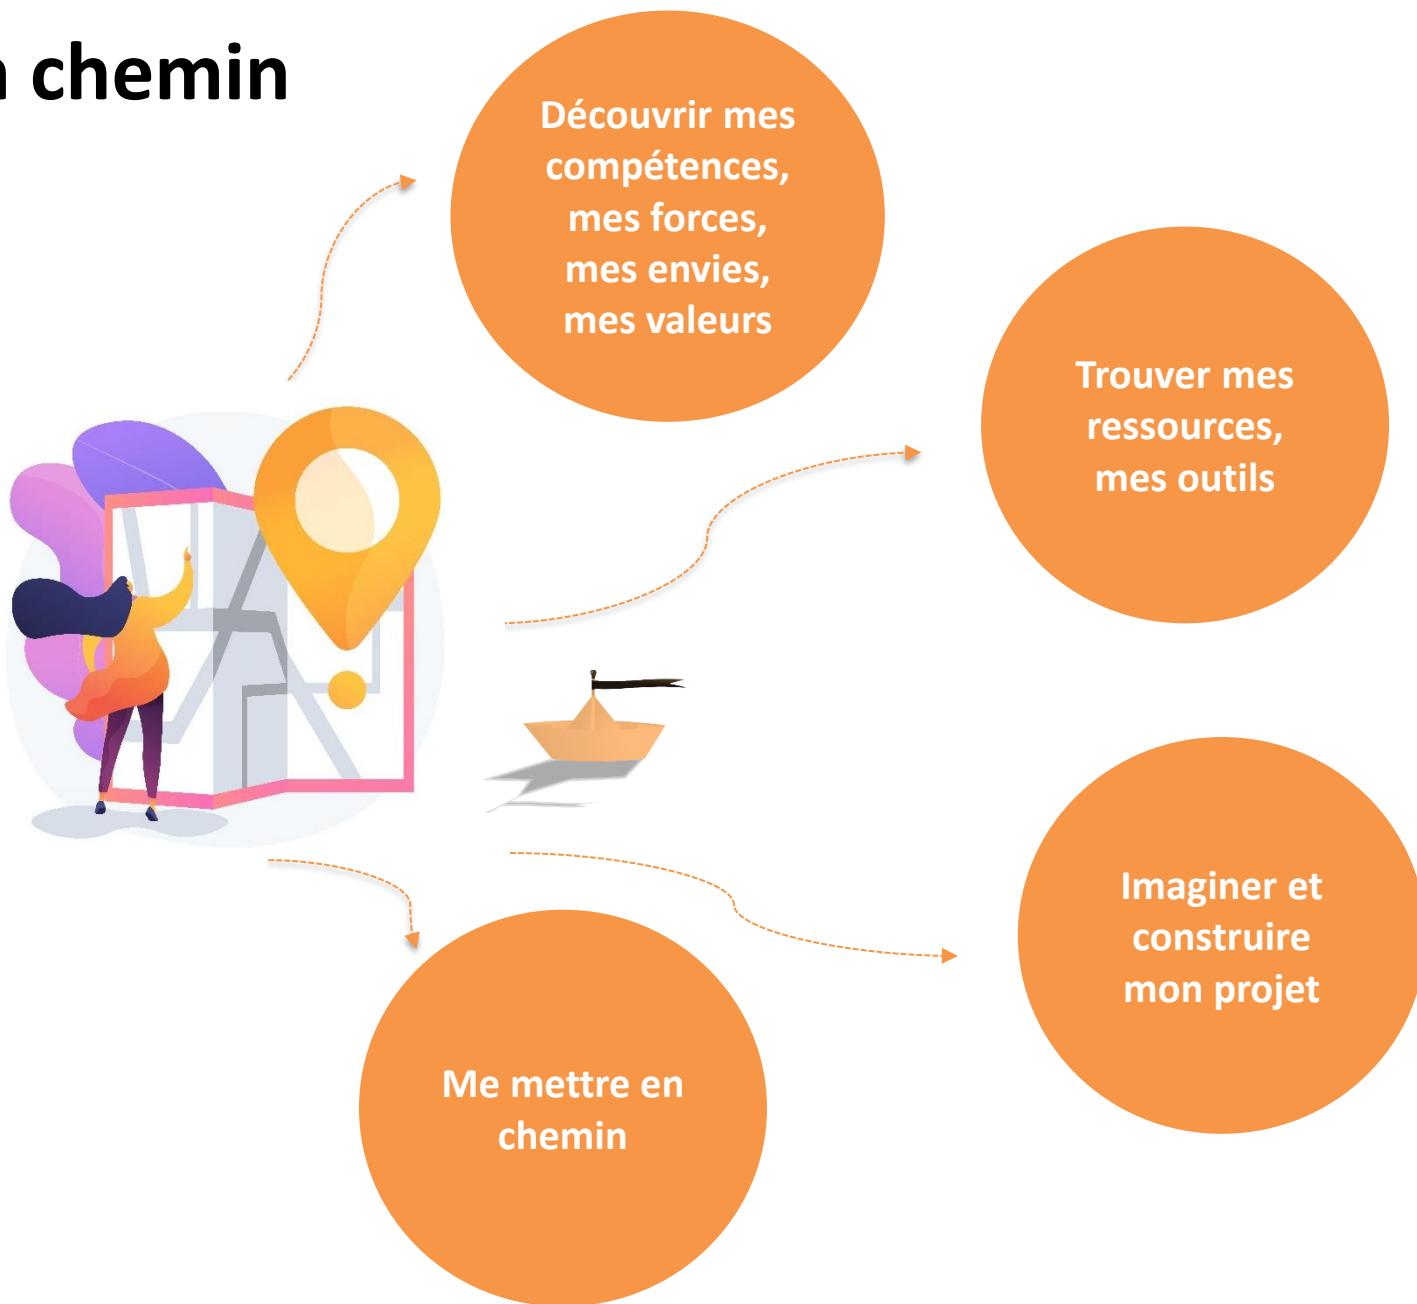 chemin
Découvrir mes
compétences,
mes forces,
mes envies,
mes valeurs
Trouver mes
ressources,
mes outils
Imaginer et
construire
mon projet
Me mettre en
chemin